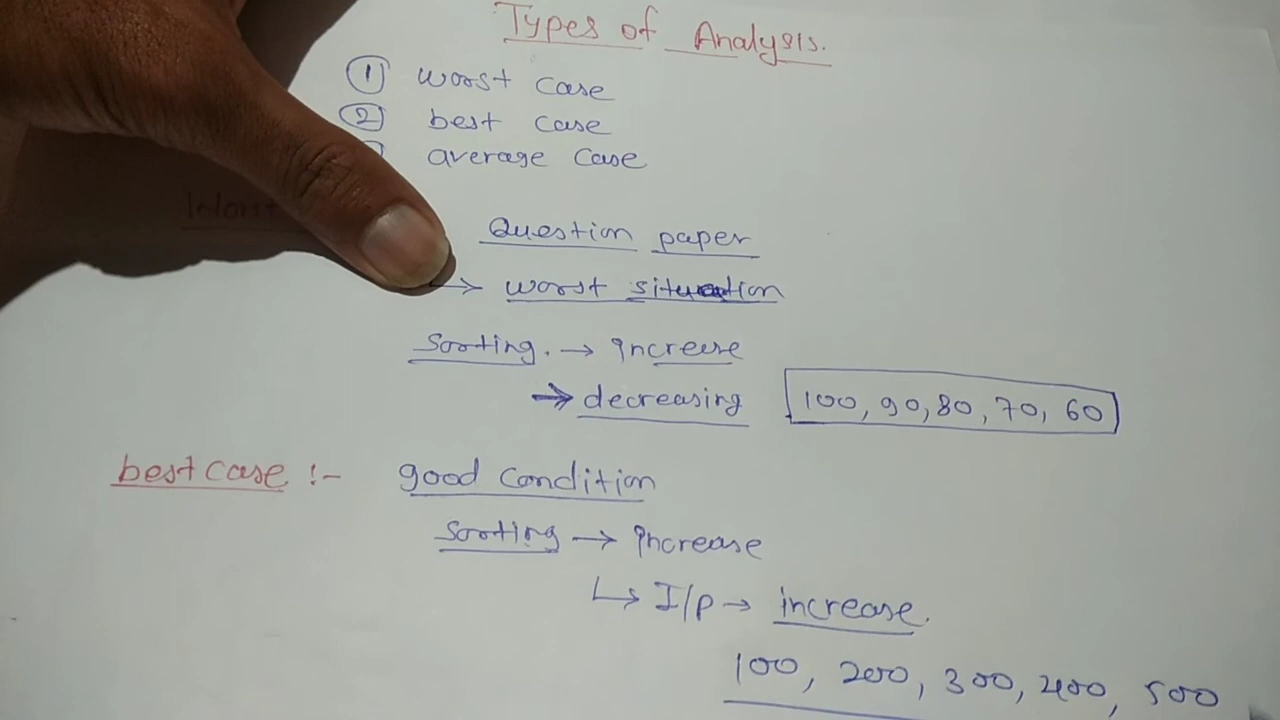 Types of Analysis.
① worst case
② best case
average case
Worst
Question paper
→ worst situation
Sorting. → increase
→ decreasing 100, 90, 80, 70, 60
best case :- good condition
Sorting → increase
↳ I/p → increase.
100, 200, 300, 400, 500